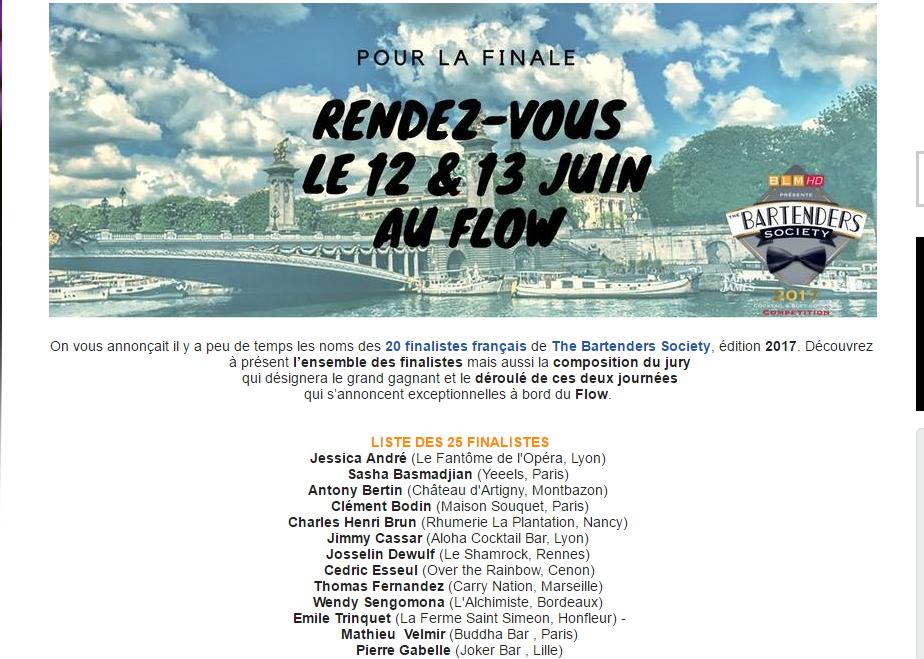 POUR LA FINALE
RENDEZ-VOUS
LE 12 & 13 JUIN
AU FLOW
BLMHD
PRÉSENTE
THE
BARTENDERS
SOCIETY
SAINT
JAMES
2017
COMPETITION
On vous annonçait il y a peu de temps les noms des 20 finalistes français de The Bartenders Society, édition 2017. Découvrez
à présent l'ensemble des finalistes mais aussi la composition du jury
qui désignera le grand gagnant et le déroulé de ces deux journées
qui s'annoncent exceptionnelles à bord du Flow.
LISTE DES 25 FINALISTES
Jessica André (Le Fantôme de l'Opéra, Lyon)
Sasha Basmadjian (Yeeels, Paris)
Antony Bertin (Château d'Artigny, Montbazon)
Clément Bodin (Maison Souquet, Paris)
Charles Henri Brun (Rhumerie La Plantation, Nancy)
Jimmy Cassar (Aloha Cocktail Bar, Lyon)
Josselin Dewulf (Le Shamrock, Rennes)
Cedric Esseul (Over the Rainbow, Cenon)
Thomas Fernandez (Carry Nation, Marseille)
Wendy Sengomona (L'Alchimiste, Bordeaux)
Emile Trinquet (La Ferme Saint Simeon, Honfleur) -
Mathieu  Velmir (Buddha Bar , Paris)
Pierre Gabelle (Joker Bar , Lille)